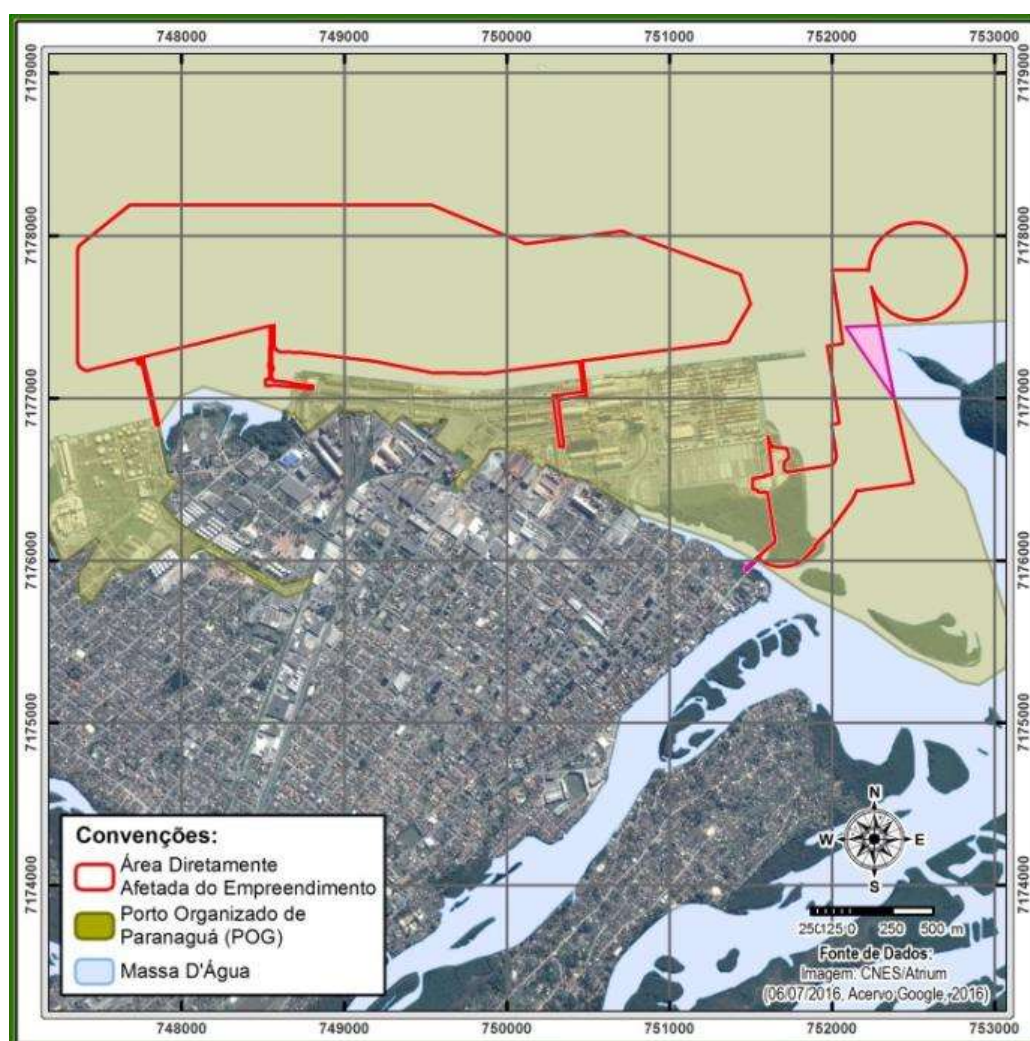 748000 749000 750000 751000 752000 753000
7179000 7179000
7178000 7178000
7177000 7177000
7176000 7176000
7175000 7175000
7174000 7174000
N
W E
S
Convenções:
Área Diretamente
Afetada do Empreendimento
Porto Organizado de
Paranaguá (POG)
Massa D'Água
250 125 0 250 500 m
Fonte de Dados:
Imagem: CNES/Atrium
(06/07/2016, Acervo Google, 2016)
748000 749000 750000 751000 752000 753000